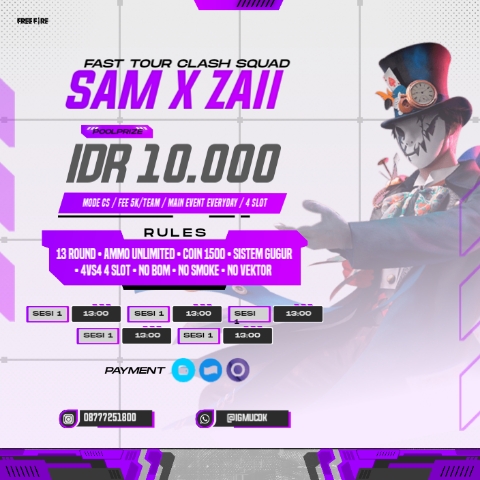 FREE FIRE
FAST TOUR CLASH SQUAD
SAM X ZAII
POOLPRIZE
IDR 10.000
MODE CS / FEE 5K/TEAM / MAIN EVENT EVERYDAY / 4 SLOT
RULES
13 ROUND • AMMO UNLIMITED • COIN 1500 • SISTEM GUGUR
• 4VS4 4 SLOT • NO BOM • NO SMOKE • NO VEKTOR
SESI 1 13:00 SESI 1 13:00 SESI 1 13:00
SESI 1 13:00 SESI 1 13:00
PAYMENT
08777251800 @IGMUCDK